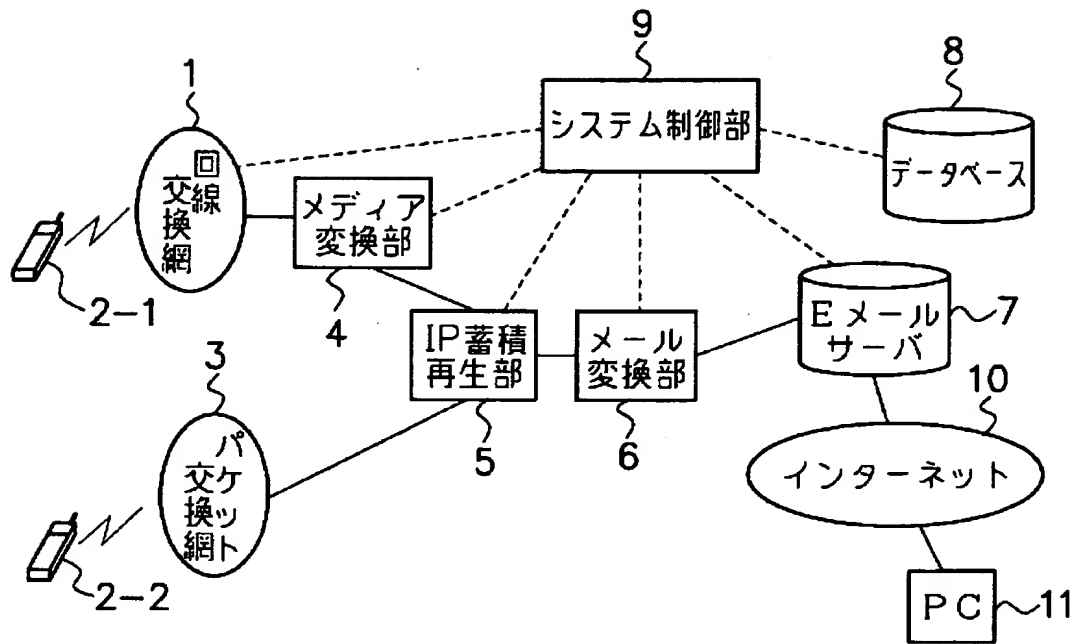 9
システム制御部
8
データベース
1
回線
交換網
メディア
変換部
2-1
4
IP蓄積
再生部
メール
変換部
Eメール
サーバ
7
3
5
6
10
パケット
交換網
インターネット
2-2
PC
11